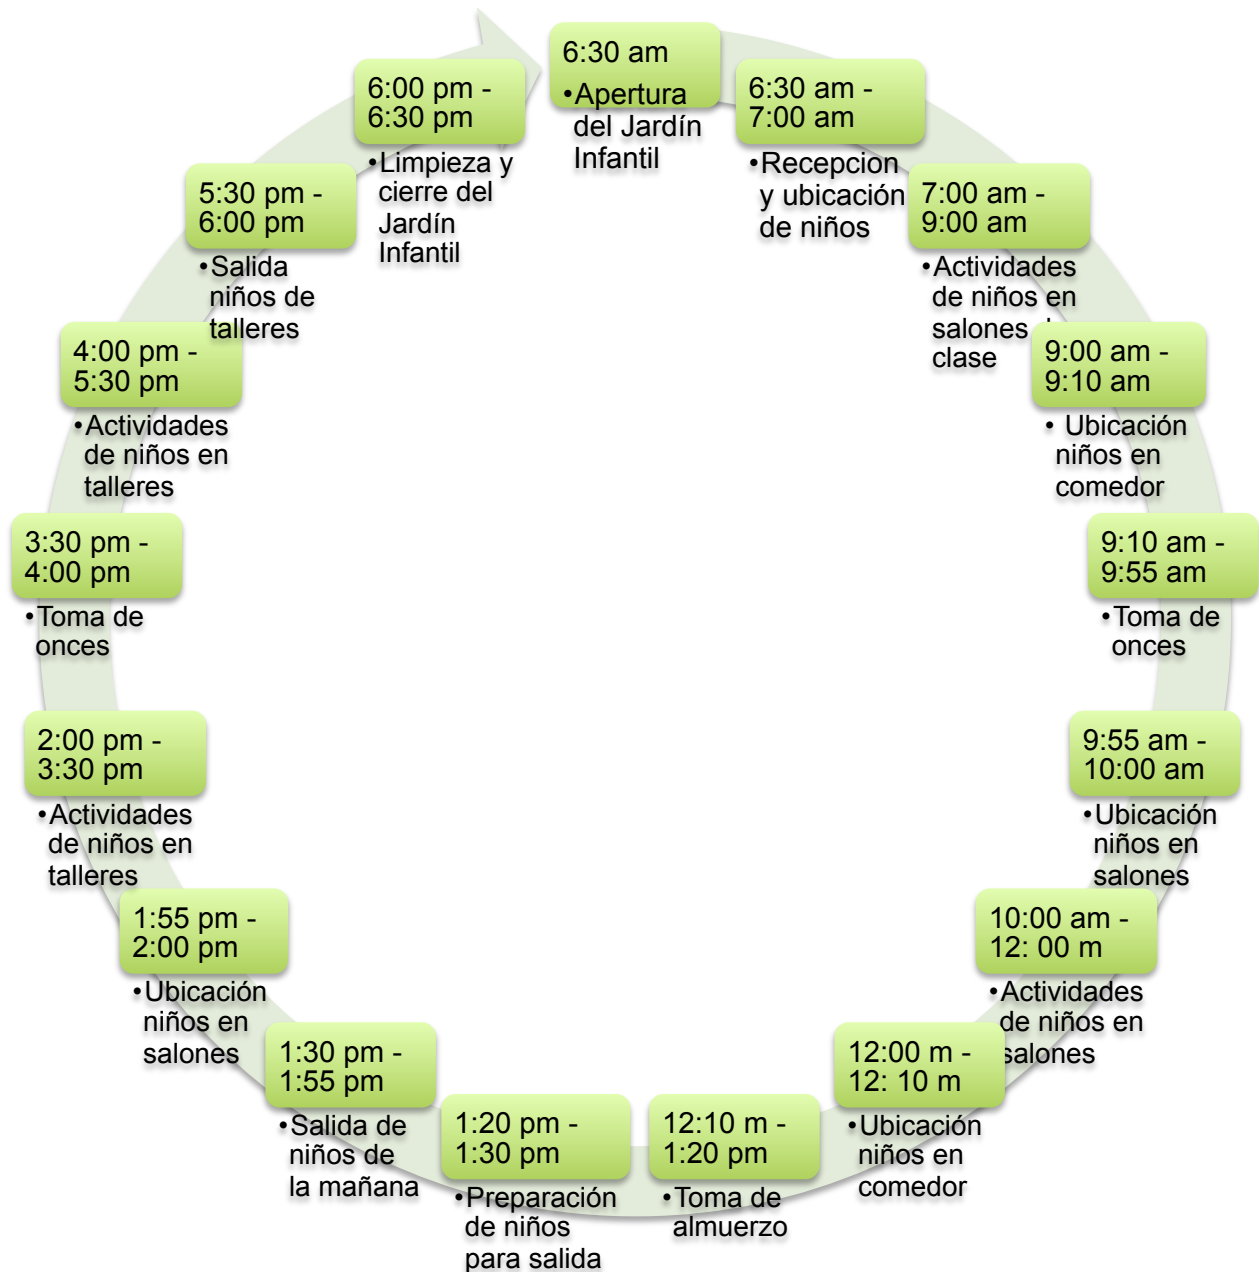 6:30 am
•Apertura
del Jardín
Infantil
6:30 am -
7:00 am
•Recepcion
y ubicación
de niños
7:00 am -
9:00 am
•Actividades
de niños en
salones
clase
9:00 am -
9:10 am
• Ubicación
niños en
comedor
9:10 am -
9:55 am
•Toma de
onces
9:55 am -
10:00 am
•Ubicación
niños en
salones
10:00 am -
12: 00 m
•Actividades
de niños en
salones
12:00 m -
12: 10 m
•Ubicación
niños en
comedor
12:10 m -
1:20 pm
•Toma de
almuerzo
1:20 pm -
1:30 pm
•Preparación
de niños
para salida
1:30 pm -
1:55 pm
•Salida de
niños de
la mañana
1:55 pm -
2:00 pm
•Ubicación
niños en
salones
2:00 pm -
3:30 pm
•Actividades
de niños en
talleres
3:30 pm -
4:00 pm
•Toma de
onces
4:00 pm -
5:30 pm
•Actividades
de niños en
talleres
5:30 pm -
6:00 pm
•Salida
niños de
talleres
6:00 pm -
6:30 pm
•Limpieza y
cierre del
Jardín
Infantil